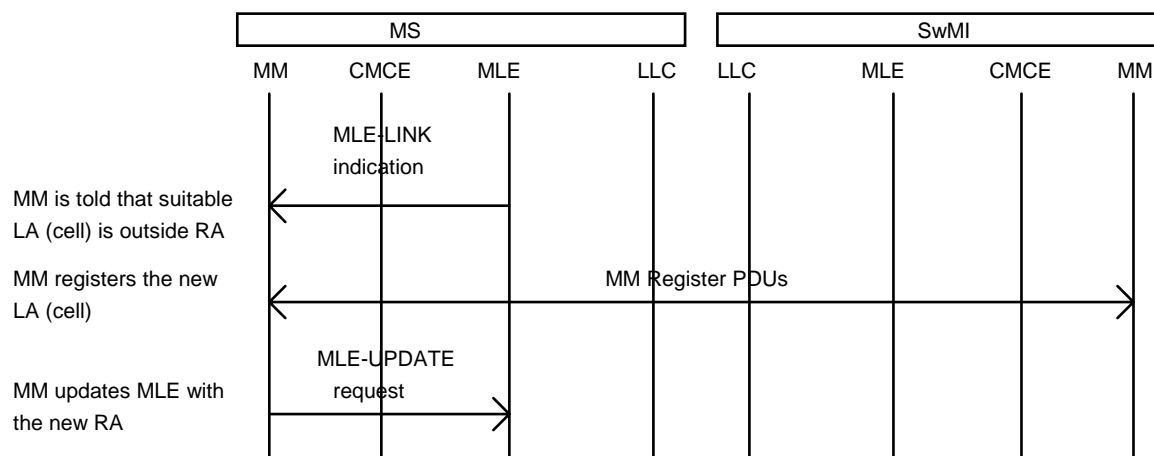 MS
SwMI
MM
CMCE
MLE
LLC
LLC
MLE
CMCE
MM
MLE-LINK
indication
MM is told that suitable
LA (cell) is outside RA
MM registers the new
LA (cell)
MM Register PDUs
MLE-UPDATE
request
MM updates MLE with
the new RA